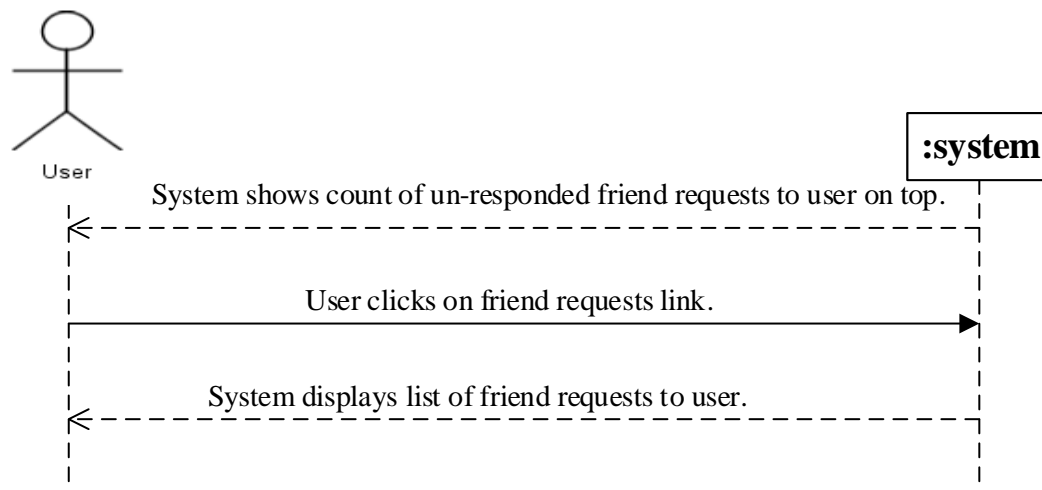 User
:system
System shows count of un-responded friend requests to user on top.
User clicks on friend requests link.
System displays list of friend requests to user.